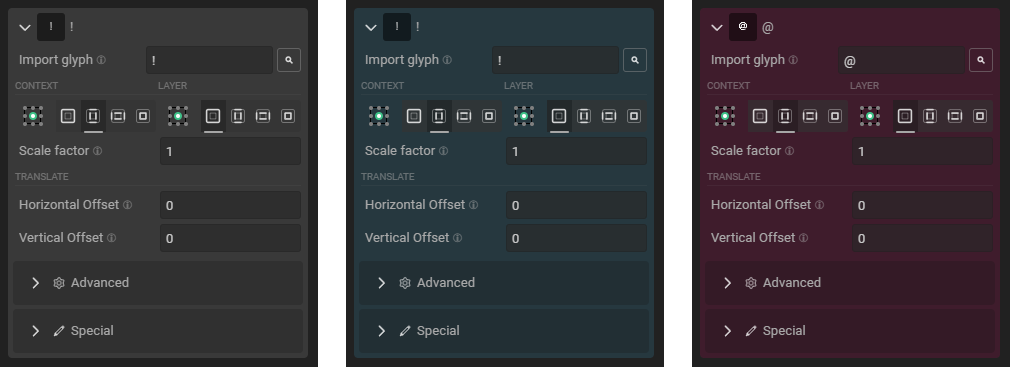 ! !
Import glyph !
CONTEXT LAYER
Scale factor 1
TRANSLATE
Horizontal Offset 0
Vertical Offset 0
Advanced
Special
! !
Import glyph !
CONTEXT LAYER
Scale factor 1
TRANSLATE
Horizontal Offset 0
Vertical Offset 0
Advanced
Special
@ @
Import glyph @
CONTEXT LAYER
Scale factor 1
TRANSLATE
Horizontal Offset 0
Vertical Offset 0
Advanced
Special